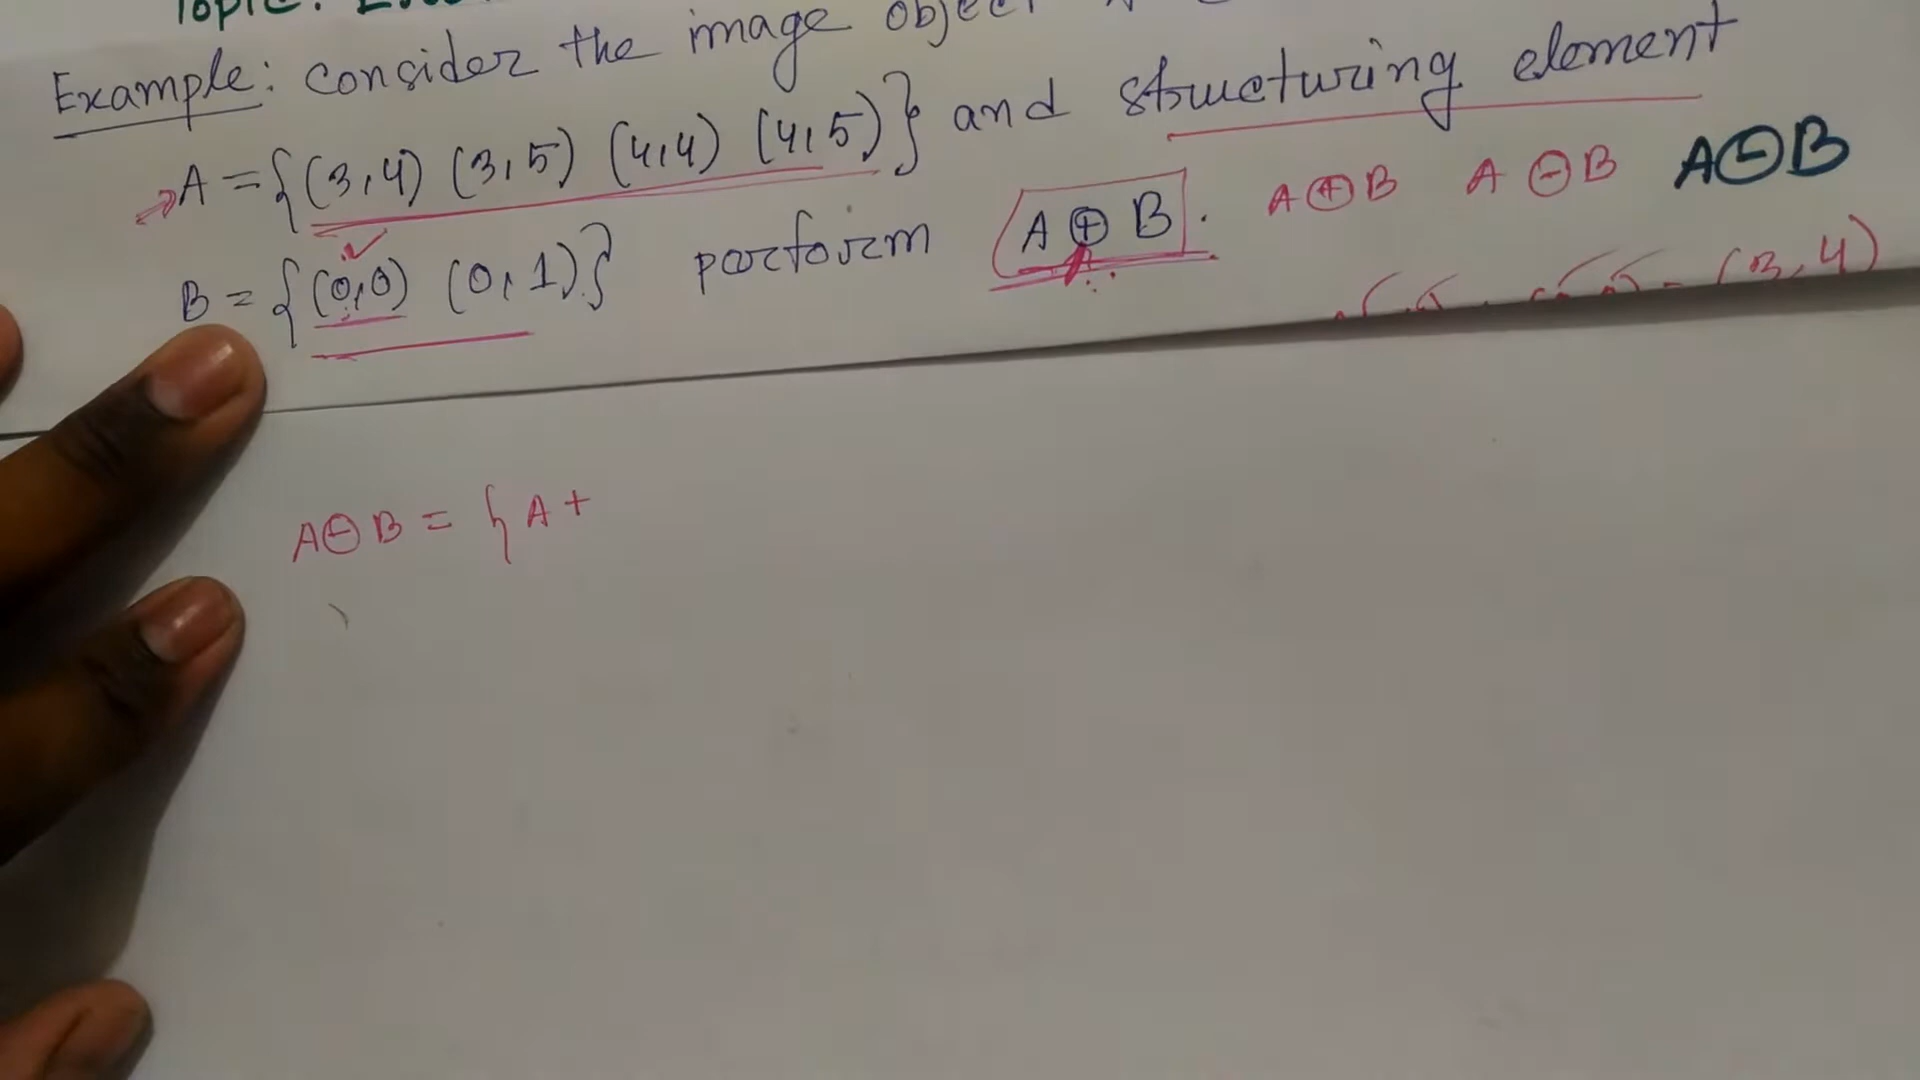 Topic:
Example: Consider the image object
A = {(3,4) (3,5) (4,4) (4,5)} and structuring element
B = {(0,0) (0,1)} perform A ⊕ B. A ⊕ B A ⊖ B A ⊖ B
(3,4)
A ⊖ B = { A +